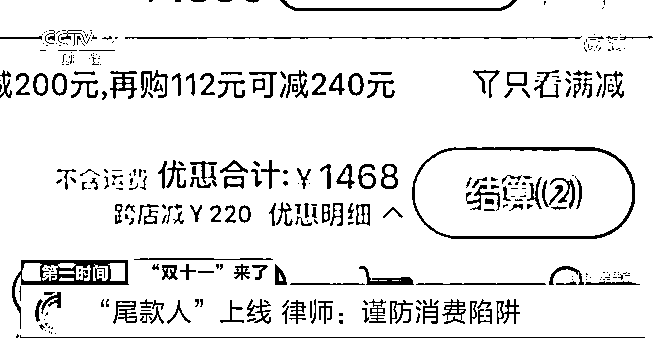 CCTV
减200元,再购112元可减240元 只看满减
不含运费 优惠合计:￥1468 结算(2)
跨店减￥220 优惠明细
第一时间 “双十一”来了
“尾款人”上线 律师：谨防消费陷阱